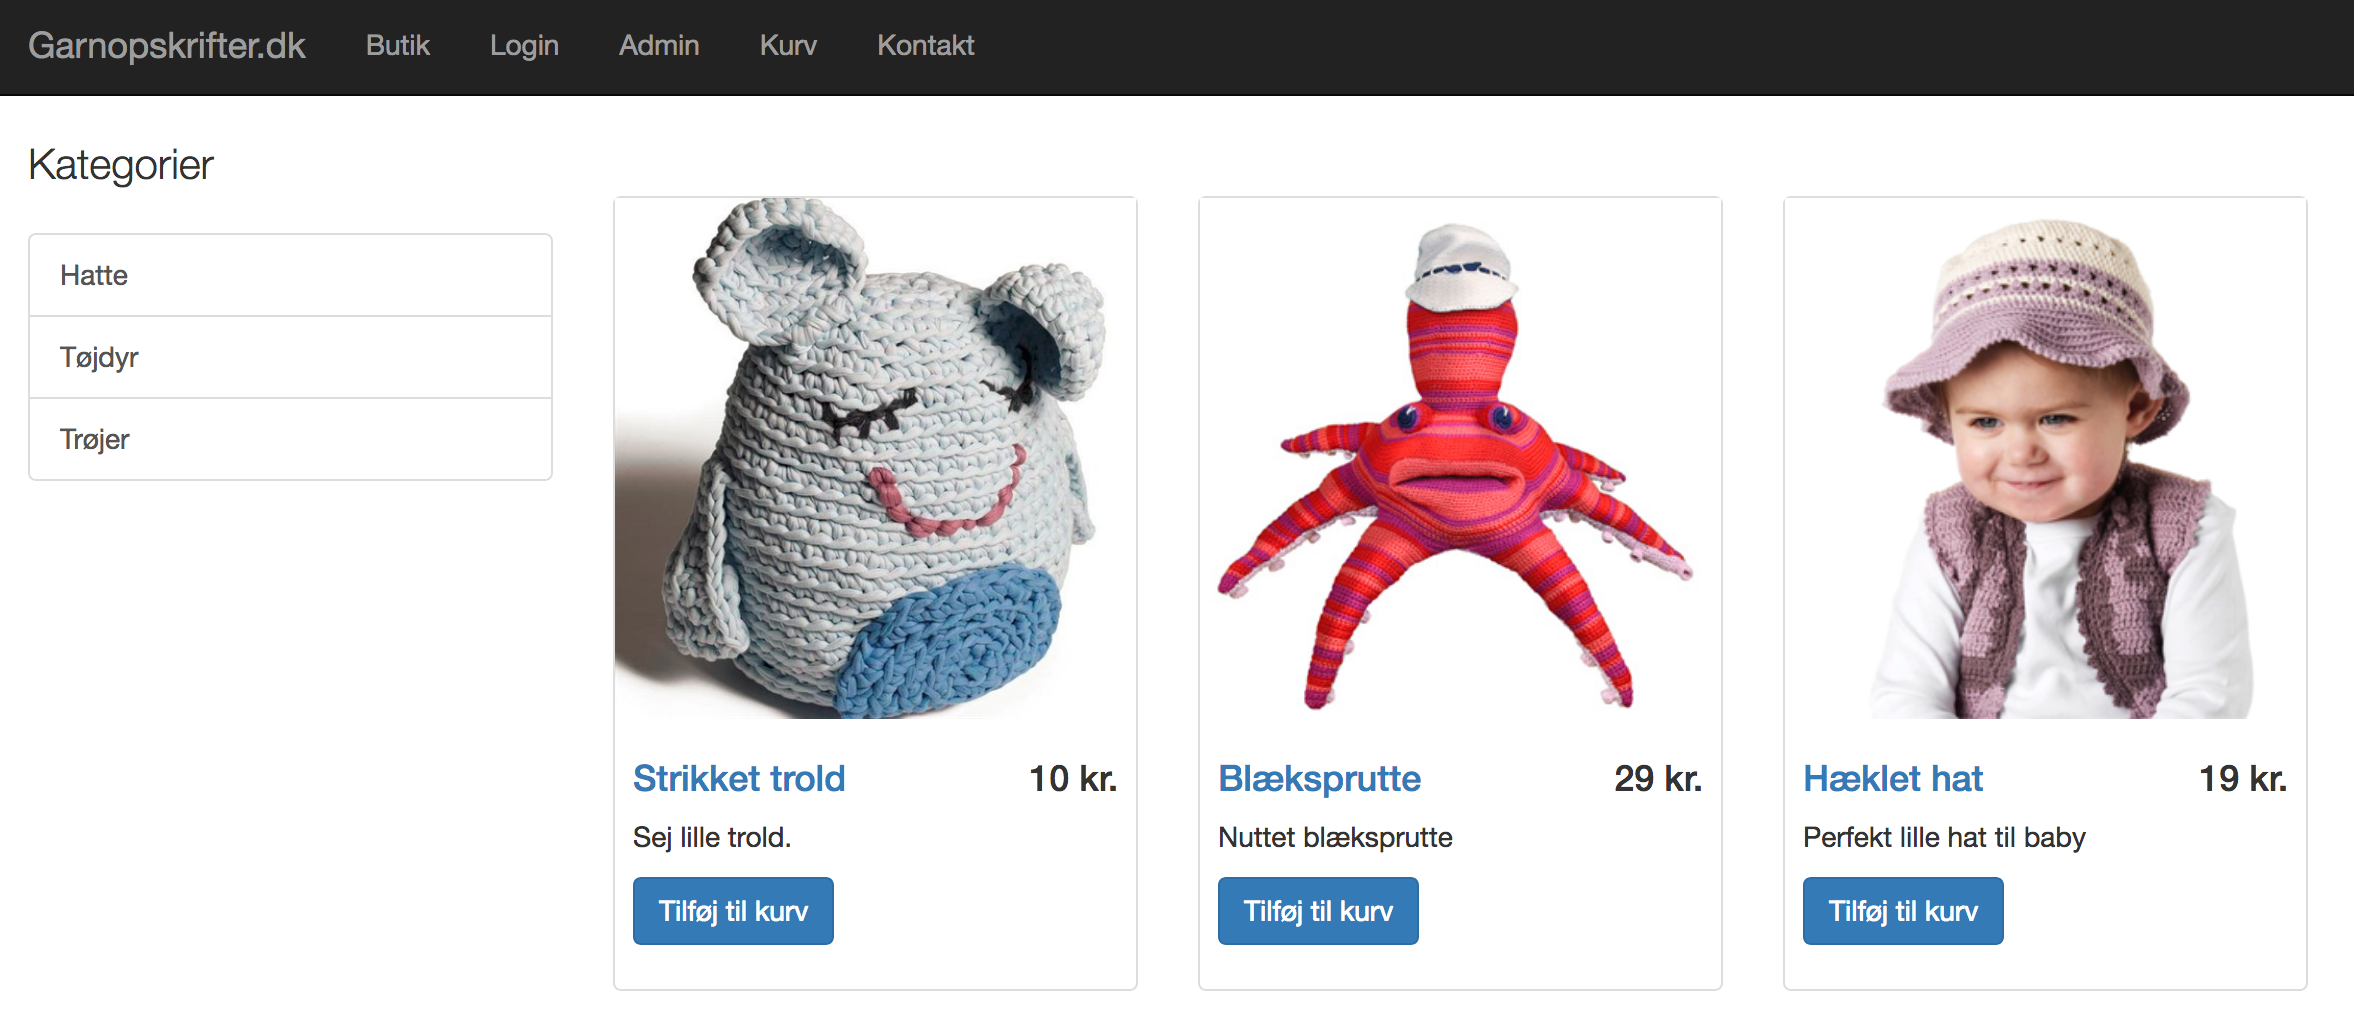 Garnopskrifter.dk Butik Login Admin Kurv Kontakt
Kategorier
Hatte
Tøjdyr
Trøjer
Strikket trold 10 kr.
Sej lille trold.
Tilføj til kurv
Blæksprutte 29 kr.
Nuttet blæksprutte
Tilføj til kurv
Hæklet hat 19 kr.
Perfekt lille hat til baby
Tilføj til kurv